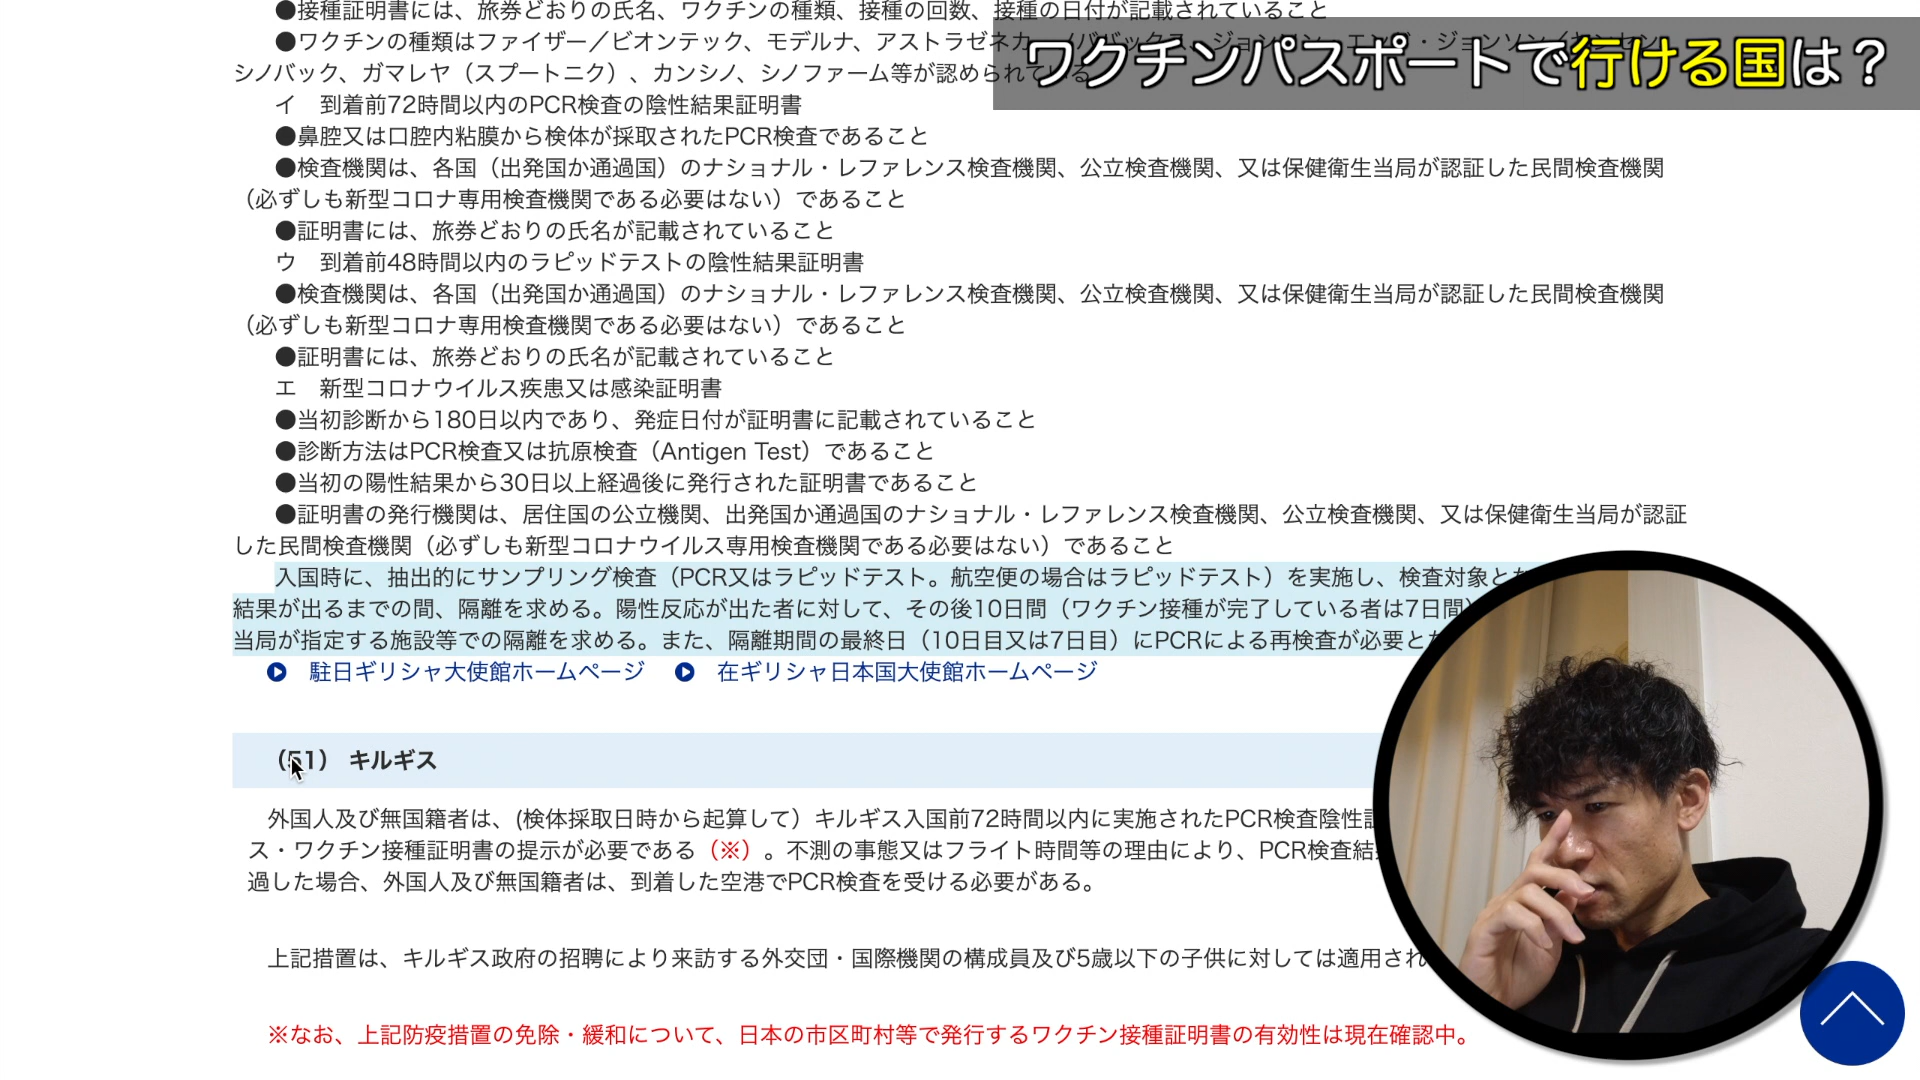 ●接種証明書には、旅券どおりの氏名、ワクチンの種類、接種の回数、接種の日付が記載されていること
ワクチンパスポートで行ける国は？
●ワクチンの種類はファイザー／ビオンテック、モデルナ、アストラゼネカ
シノバック、ガマレヤ（スプートニク）、カンシノ、シノファーム等が認められている
イ　到着前72時間以内のPCR検査の陰性結果証明書
●鼻腔又は口腔内粘膜から検体が採取されたPCR検査であること
●検査機関は、各国（出発国か通過国）のナショナル・レファレンス検査機関、公立検査機関、又は保健衛生当局が認証した民間検査機関
（必ずしも新型コロナ専用検査機関である必要はない）であること
●証明書には、旅券どおりの氏名が記載されていること
ウ　到着前48時間以内のラピッドテストの陰性結果証明書
●検査機関は、各国（出発国か通過国）のナショナル・レファレンス検査機関、公立検査機関、又は保健衛生当局が認証した民間検査機関
（必ずしも新型コロナ専用検査機関である必要はない）であること
●証明書には、旅券どおりの氏名が記載されていること
エ　新型コロナウイルス疾患又は感染証明書
●当初診断から180日以内であり、発症日付が証明書に記載されていること
●診断方法はPCR検査又は抗原検査（Antigen Test）であること
●当初の陽性結果から30日以上経過後に発行された証明書であること
●証明書の発行機関は、居住国の公立機関、出発国か通過国のナショナル・レファレンス検査機関、公立検査機関、又は保健衛生当局が認証
した民間検査機関（必ずしも新型コロナウイルス専用検査機関である必要はない）であること
入国時に、抽出的にサンプリング検査（PCR又はラピッドテスト。航空便の場合はラピッドテスト）を実施し、検査対象とな
結果が出るまでの間、隔離を求める。陽性反応が出た者に対して、その後10日間（ワクチン接種が完了している者は7日間）
当局が指定する施設等での隔離を求める。また、隔離期間の最終日（10日目又は7日目）にPCRによる再検査が必要とな
駐日ギリシャ大使館ホームページ　在ギリシャ日本国大使館ホームページ
（51） キルギス
外国人及び無国籍者は、(検体採取日時から起算して）キルギス入国前72時間以内に実施されたPCR検査陰性証
ス・ワクチン接種証明書の提示が必要である（※）。不測の事態又はフライト時間等の理由により、PCR検査結
過した場合、外国人及び無国籍者は、到着した空港でPCR検査を受ける必要がある。
上記措置は、キルギス政府の招聘により来訪する外交団・国際機関の構成員及び5歳以下の子供に対しては適用され
※なお、上記防疫措置の免除・緩和について、日本の市区町村等で発行するワクチン接種証明書の有効性は現在確認中。